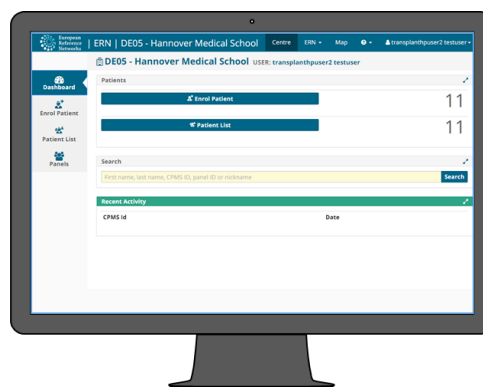 European
Reference
Networks
| ERN | DE05 - Hannover Medical School
Centre
ERN
Map
transplanthpuser2 testuser
DE05 - Hannover Medical School USER: transplanthpuser2 testuser
Dashboard
Enrol Patient
Patient List
Panels
Patients
Enrol Patient
11
Patient List
11
Search
First name, last name, CPMS ID, panel ID or nickname
Search
Recent Activity
CPMS Id
Date